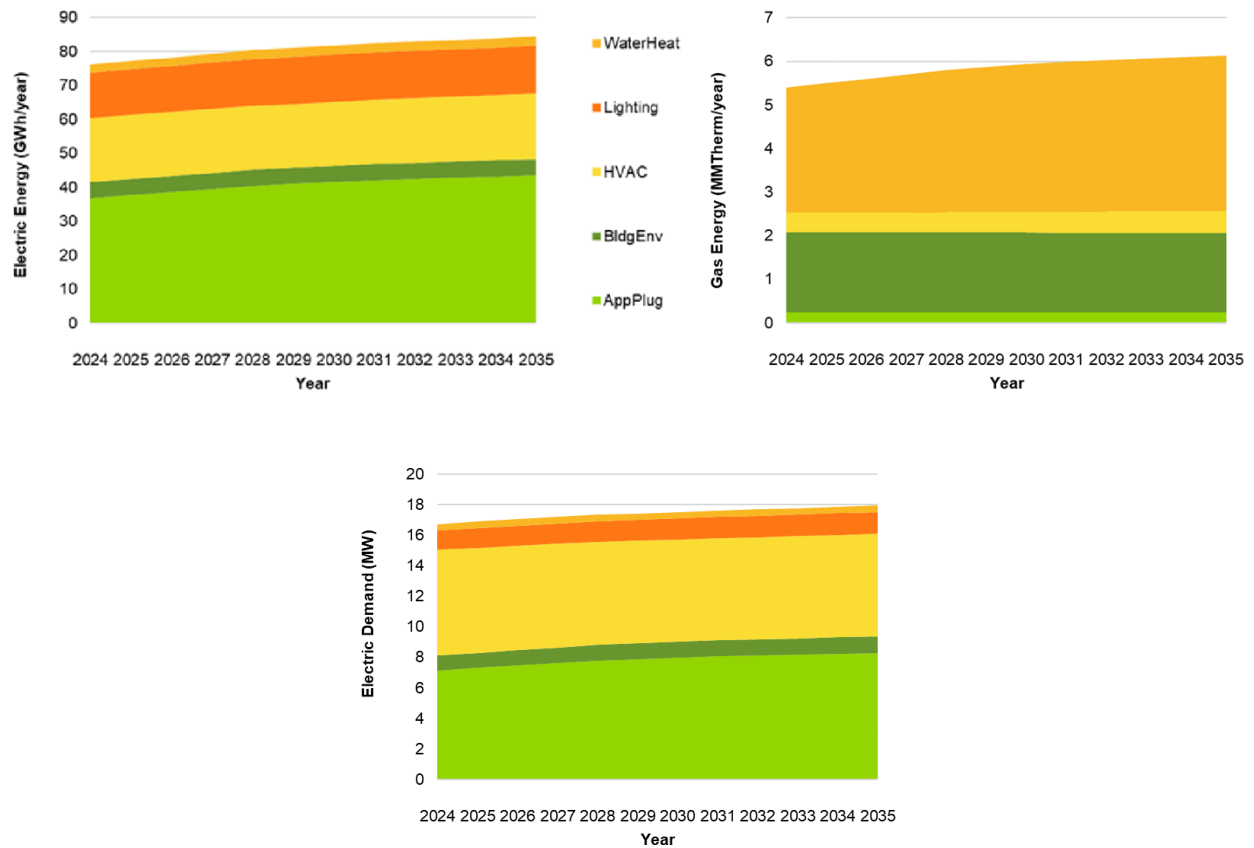 90
80
70
60
50
40
30
20
10
0
Electric Energy (GWh/year)
2024 2025 2026 2027 2028 2029 2030 2031 2032 2033 2034 2035
Year
WaterHeat
Lighting
HVAC
BldgEnv
AppPlug
7
6
5
4
3
2
1
0
Gas Energy (MMTherm/year)
2024 2025 2026 2027 2028 2029 2030 2031 2032 2033 2034 2035
Year
20
18
16
14
12
10
8
6
4
2
0
Electric Demand (MW)
2024 2025 2026 2027 2028 2029 2030 2031 2032 2033 2034 2035
Year